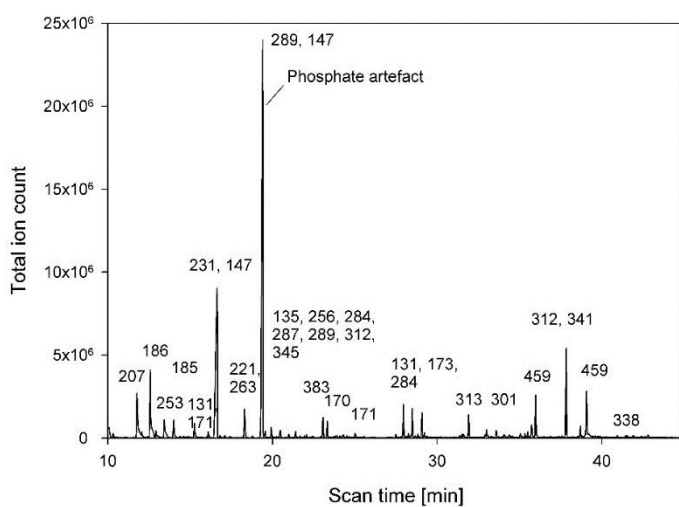 25x10⁶
289, 147
Phosphate artefact
20x10⁶
Total ion count
15x10⁶
10x10⁶
231, 147
135, 256, 284,
287, 289, 312,
345
312, 341
186
5x10⁶
185
221,
263
131, 173,
284
207
253
131
171
383
170
171
313 301
459
459
338
0
10 20 30 40
Scan time [min]